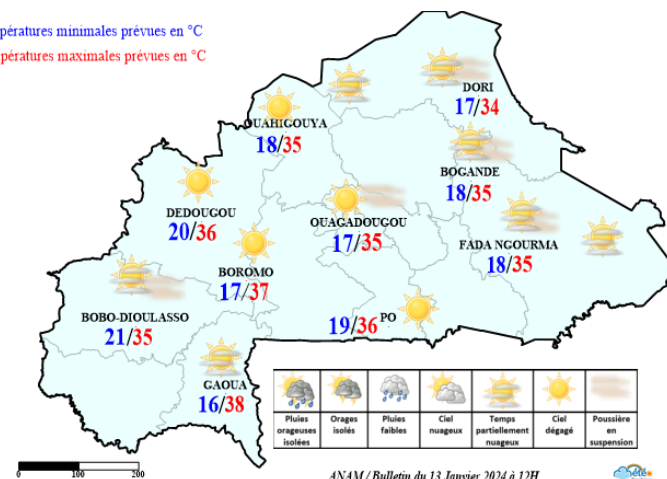 pératures minimales prévues en °C
pératures maximales prévues en °C
DORI
17/34
OUAHIGOUYA
18/35
BOGANDE
18/35
DEDOUGOU
20/36
OUAGADOUGOU
17/35
FADA NGOURMA
18/35
BOROMO
17/37
BOBO-DIOULASSO
21/35
PO
19/36
GAOUA
16/38
Pluies orageuses isolées
Orages isolés
Pluies faibles
Ciel nuageux
Temps partiellement nuageux
Ciel dégagé
Poussière en suspension
0 100 200
ANAM / Bulletin du 13 Janvier 2024 à 12H